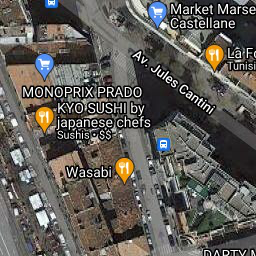 Market Marse
Castellane
La Fo
Tunisi
Av. Jules Cantini
MONOPRIX PRADO
KYO SUSHI by
japanese chefs
Sushis • $$
Wasabi
DARTY M